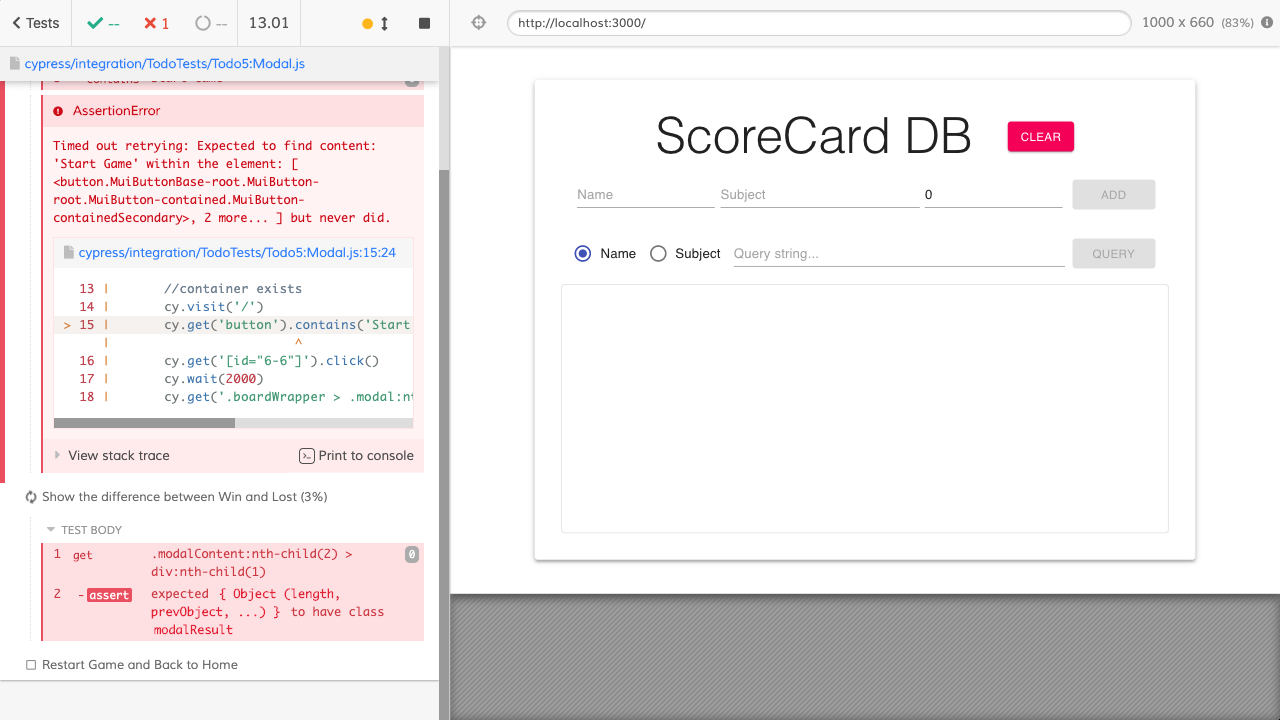 Tests
--
1
--
13.01
http://localhost:3000/
1000 x 660 (83%)
cypress/integration/TodoTests/Todo5:Modal.js
AssertionError
Timed out retrying: Expected to find content:
'Start Game' within the element: [
<button.MuiButtonBase-root.MuiButton-
root.MuiButton-contained.MuiButton-
containedSecondary>, 2 more... ] but never did.
cypress/integration/TodoTests/Todo5:Modal.js:15:24
13 | //container exists
14 | cy.visit('/')
> 15 | cy.get('button').contains('Start
| ^
16 | cy.get('[id="6-6"]').click()
17 | cy.wait(2000)
18 | cy.get('.boardWrapper > .modal:nt
View stack trace
Print to console
Show the difference between Win and Lost (3%)
TEST BODY
1 get .modalContent:nth-child(2) > 0
div:nth-child(1)
2 -assert expected { Object (length,
prevObject, ...) } to have class
modalResult
Restart Game and Back to Home
ScoreCard DB
CLEAR
Name
Subject
0
ADD
Name
Subject
Query string...
QUERY